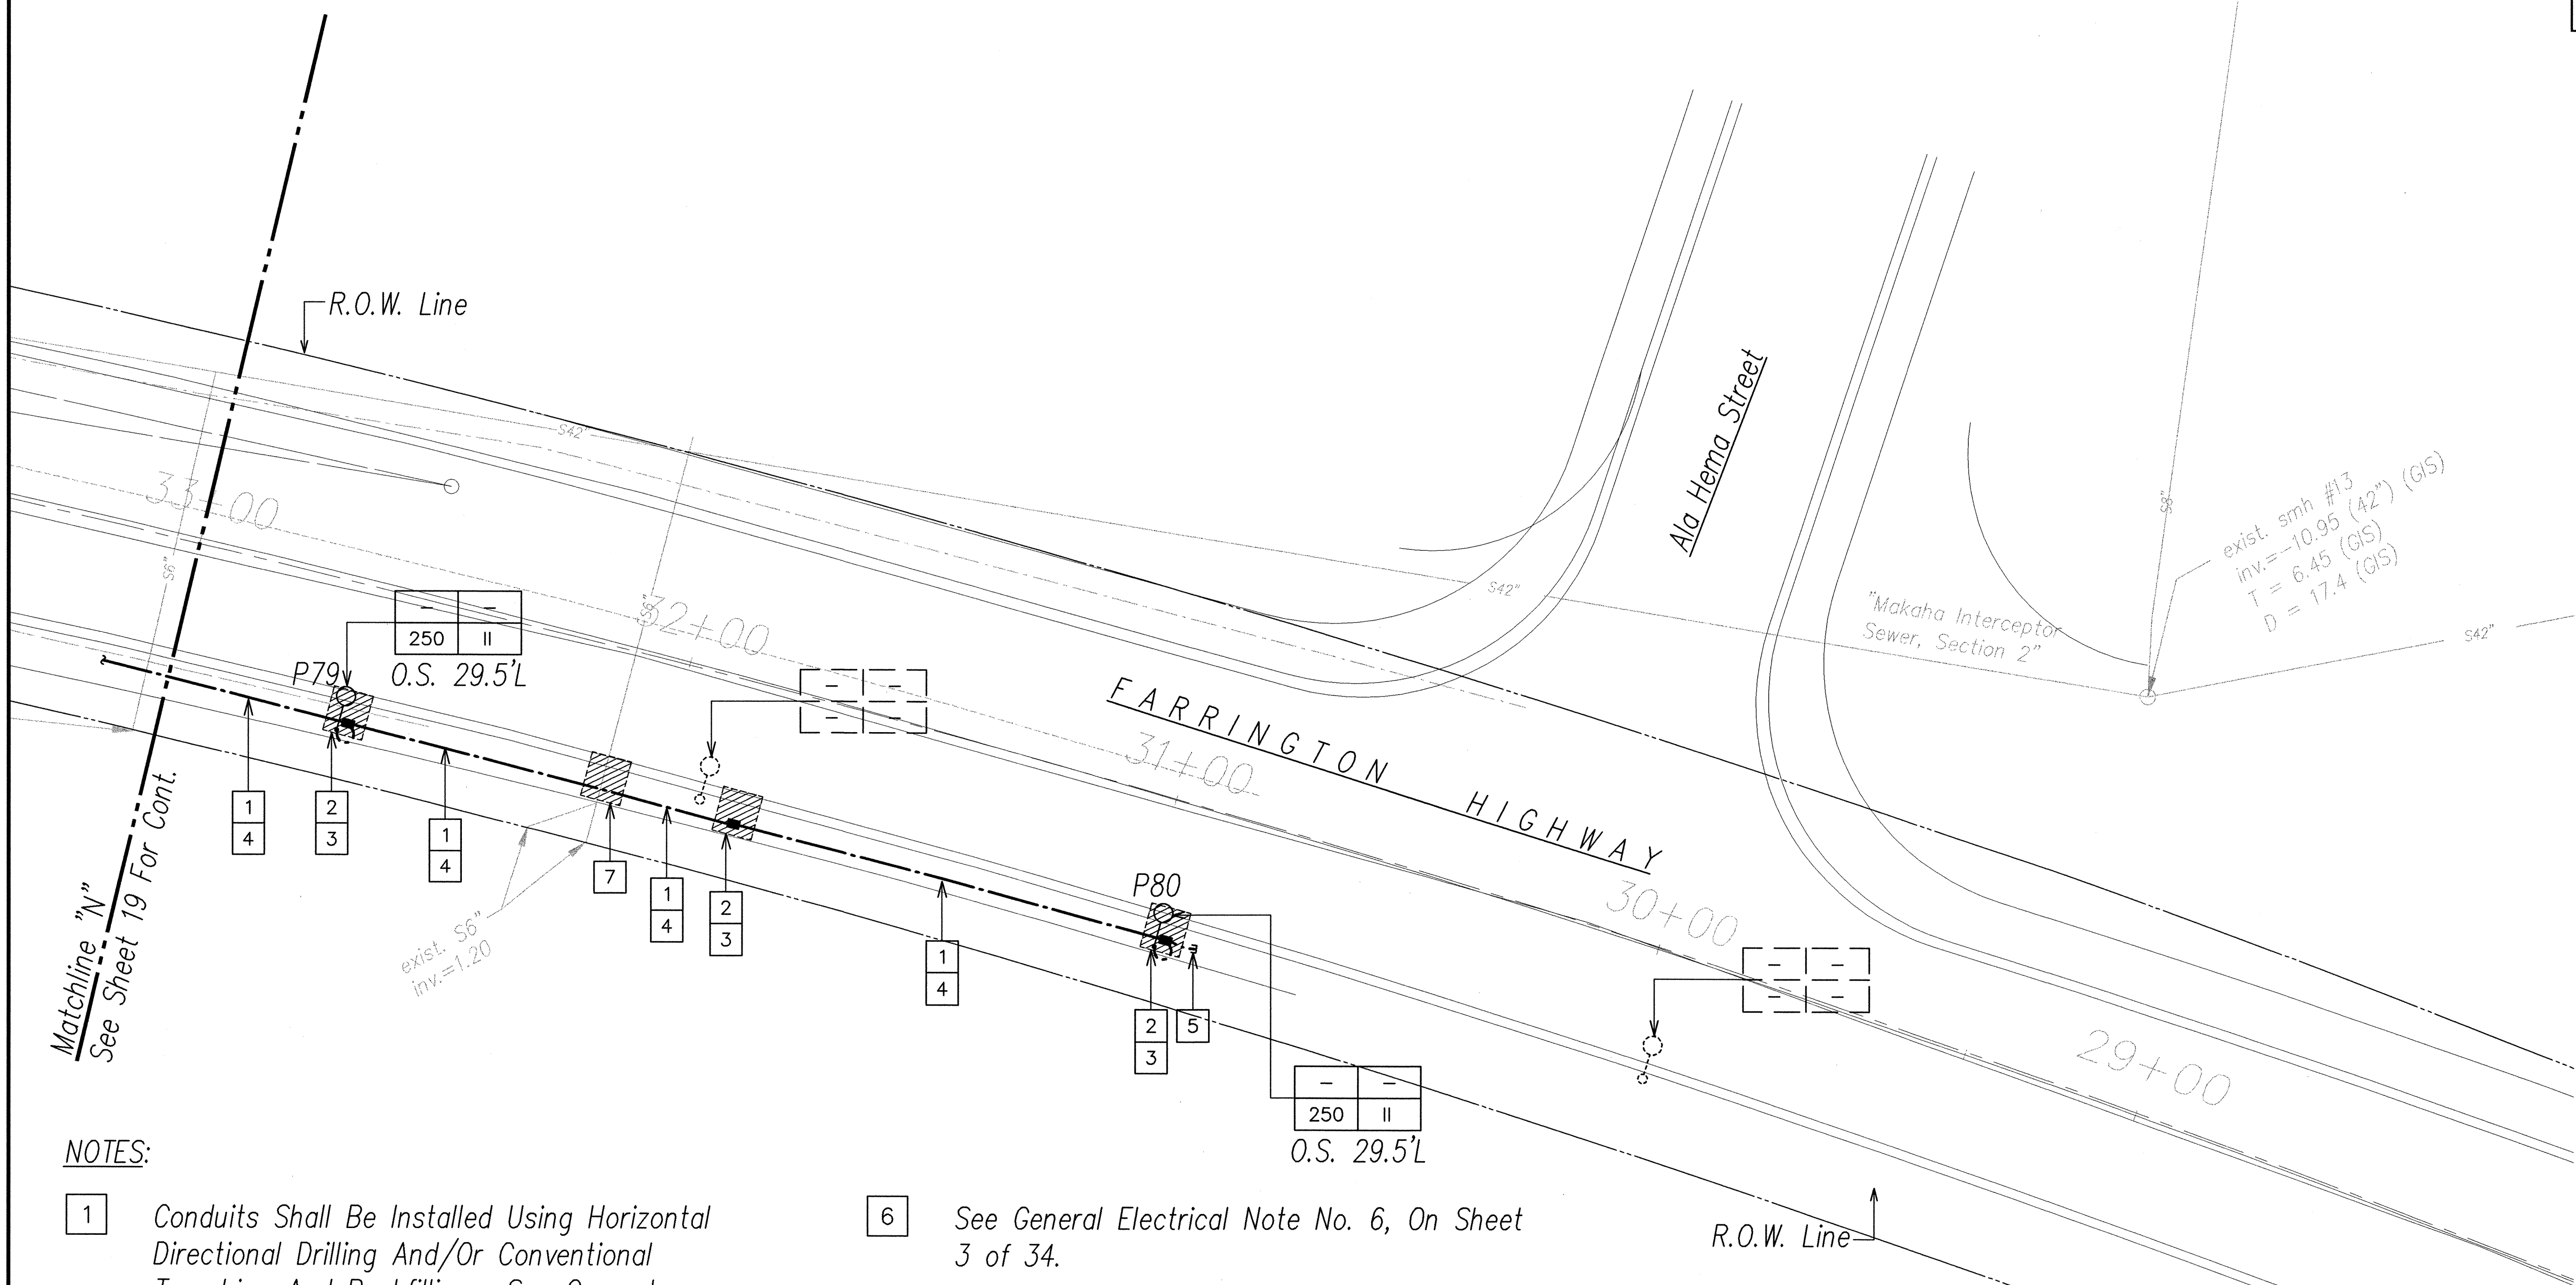 R.O.W. Line
S42"
33+00
S6"
32+00
S6"
P79
- -
250 II
O.S. 29.5'L
- -
- -
FARRINGTON HIGHWAY
31+00
30+00
29+00
Ala Hema Street
S42"
"Makaha Interceptor
Sewer, Section 2"
S8"
exist. smh #13
inv.=-10.95 (42") (GIS)
T = 6.45 (GIS)
D = 17.4 (GIS)
S42"
1
4
2
3
1
4
7
1
4
2
3
1
4
P80
2
3
5
- -
250 II
O.S. 29.5'L
- -
- -
exist. S6"
inv.=1.20
Matchline "N"
See Sheet 19 For Cont.
R.O.W. Line
NOTES:
1 Conduits Shall Be Installed Using Horizontal
Directional Drilling And/Or Conventional
6 See General Electrical Note No. 6, On Sheet
3 of 34.